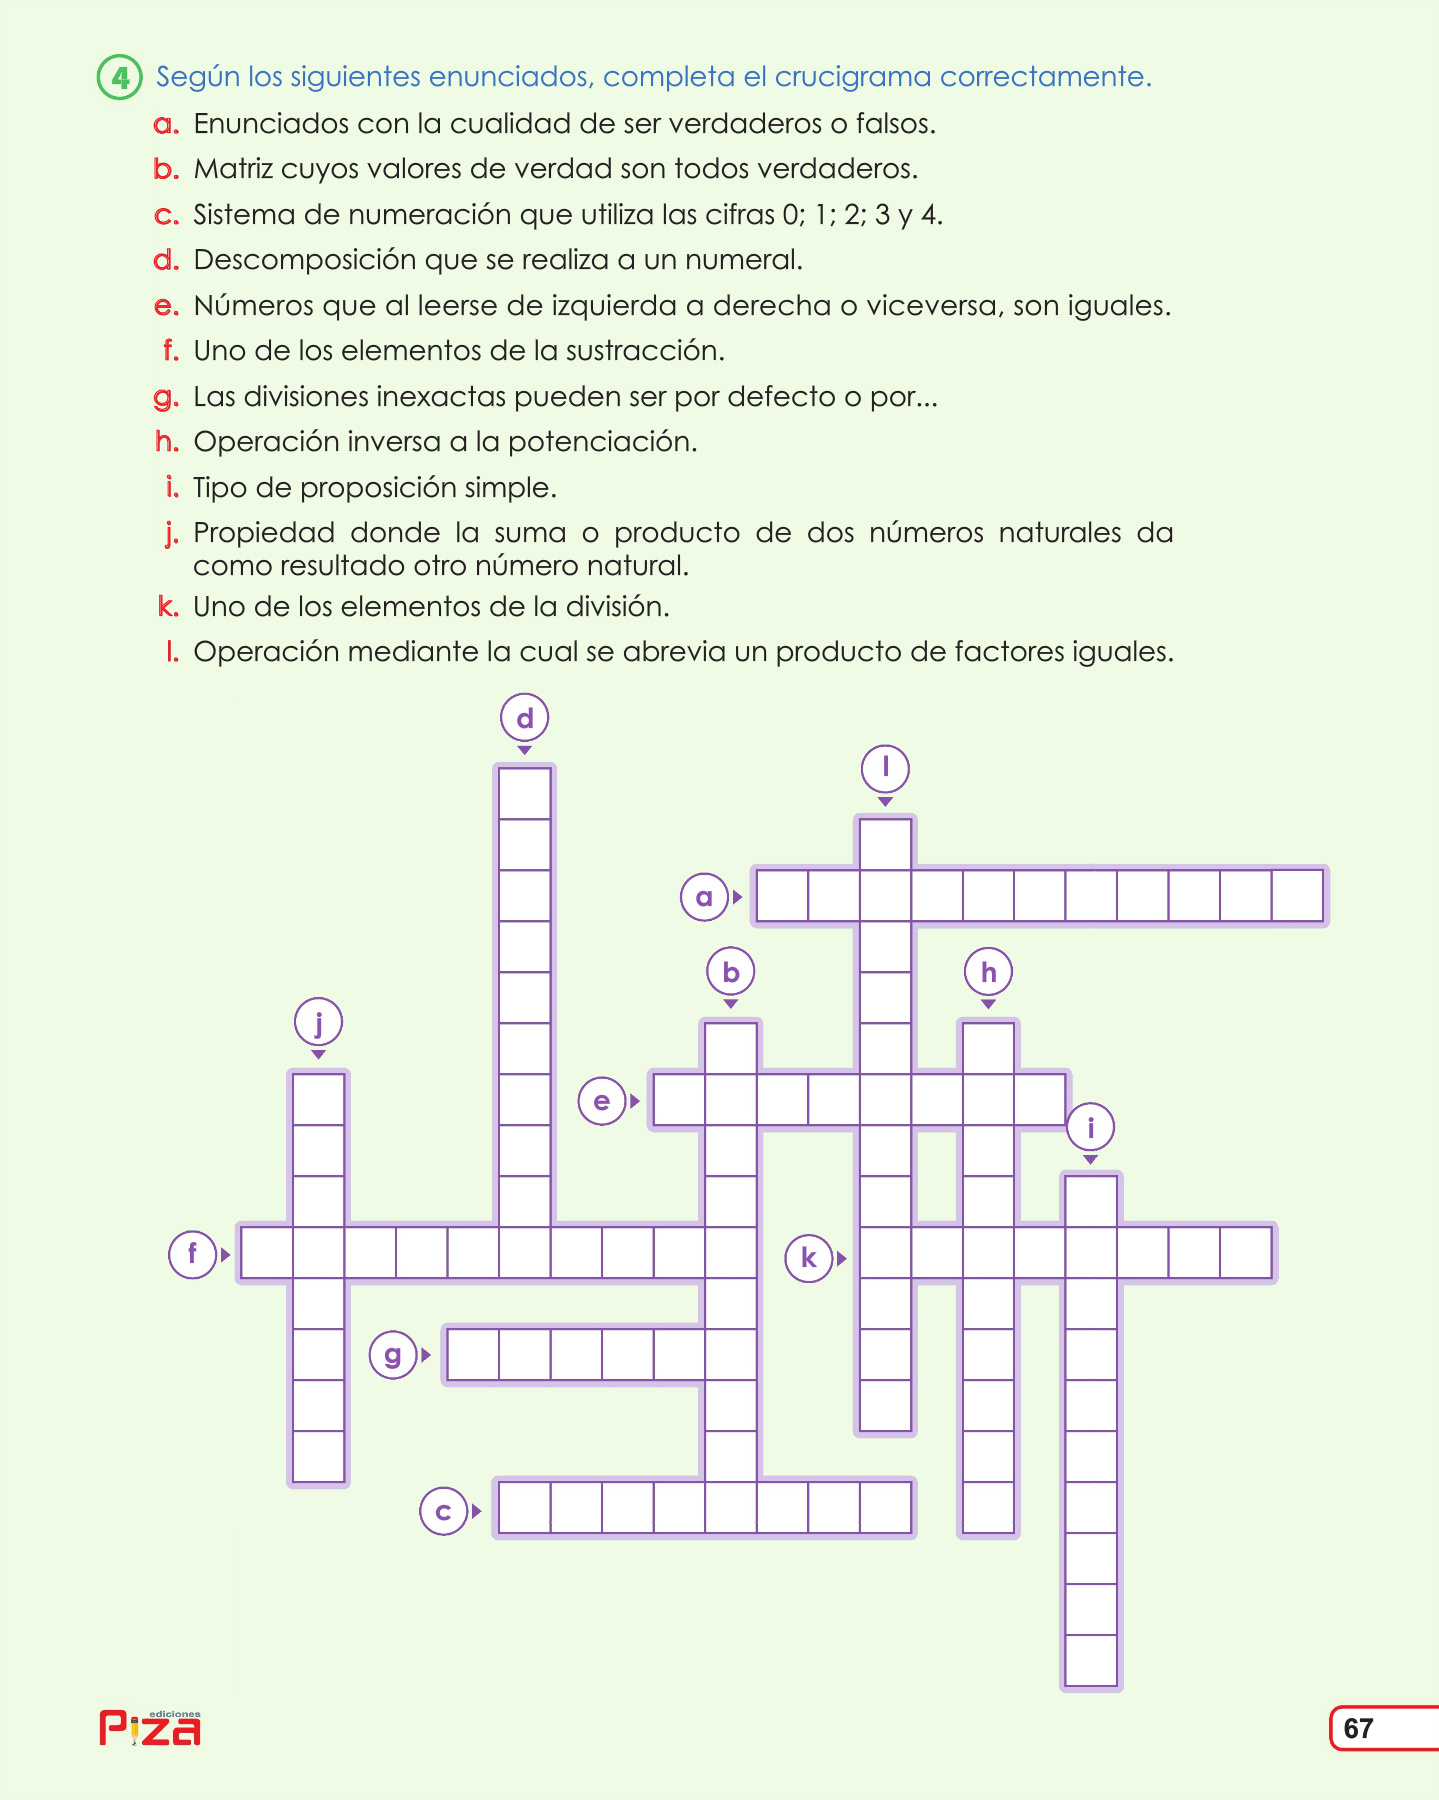 4 Según los siguientes enunciados, completa el crucigrama correctamente.
a. Enunciados con la cualidad de ser verdaderos o falsos.
b. Matriz cuyos valores de verdad son todos verdaderos.
c. Sistema de numeración que utiliza las cifras 0; 1; 2; 3 y 4.
d. Descomposición que se realiza a un numeral.
e. Números que al leerse de izquierda a derecha o viceversa, son iguales.
f. Uno de los elementos de la sustracción.
g. Las divisiones inexactas pueden ser por defecto o por...
h. Operación inversa a la potenciación.
i. Tipo de proposición simple.
j. Propiedad donde la suma o producto de dos números naturales da
como resultado otro número natural.
k. Uno de los elementos de la división.
l. Operación mediante la cual se abrevia un producto de factores iguales.
d
l
a
b
h
j
e
i
f
k
g
c
ediciones
Piza
67